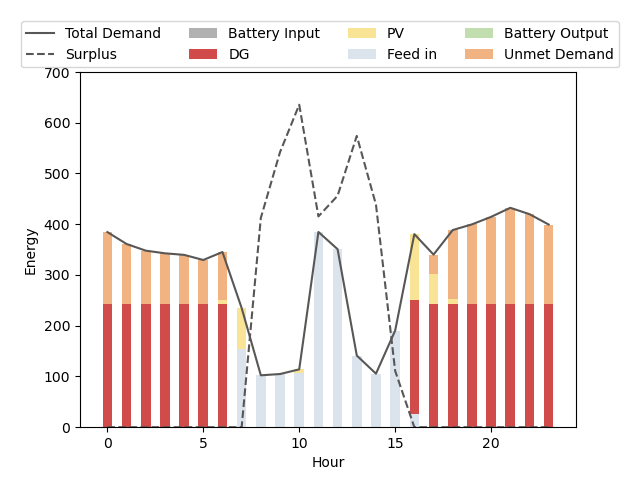 Total Demand Battery Input PV Battery Output
Surplus DG Feed in Unmet Demand
700
600
500
400
300
200
100
0
Energy
0 5 10 15 20
Hour